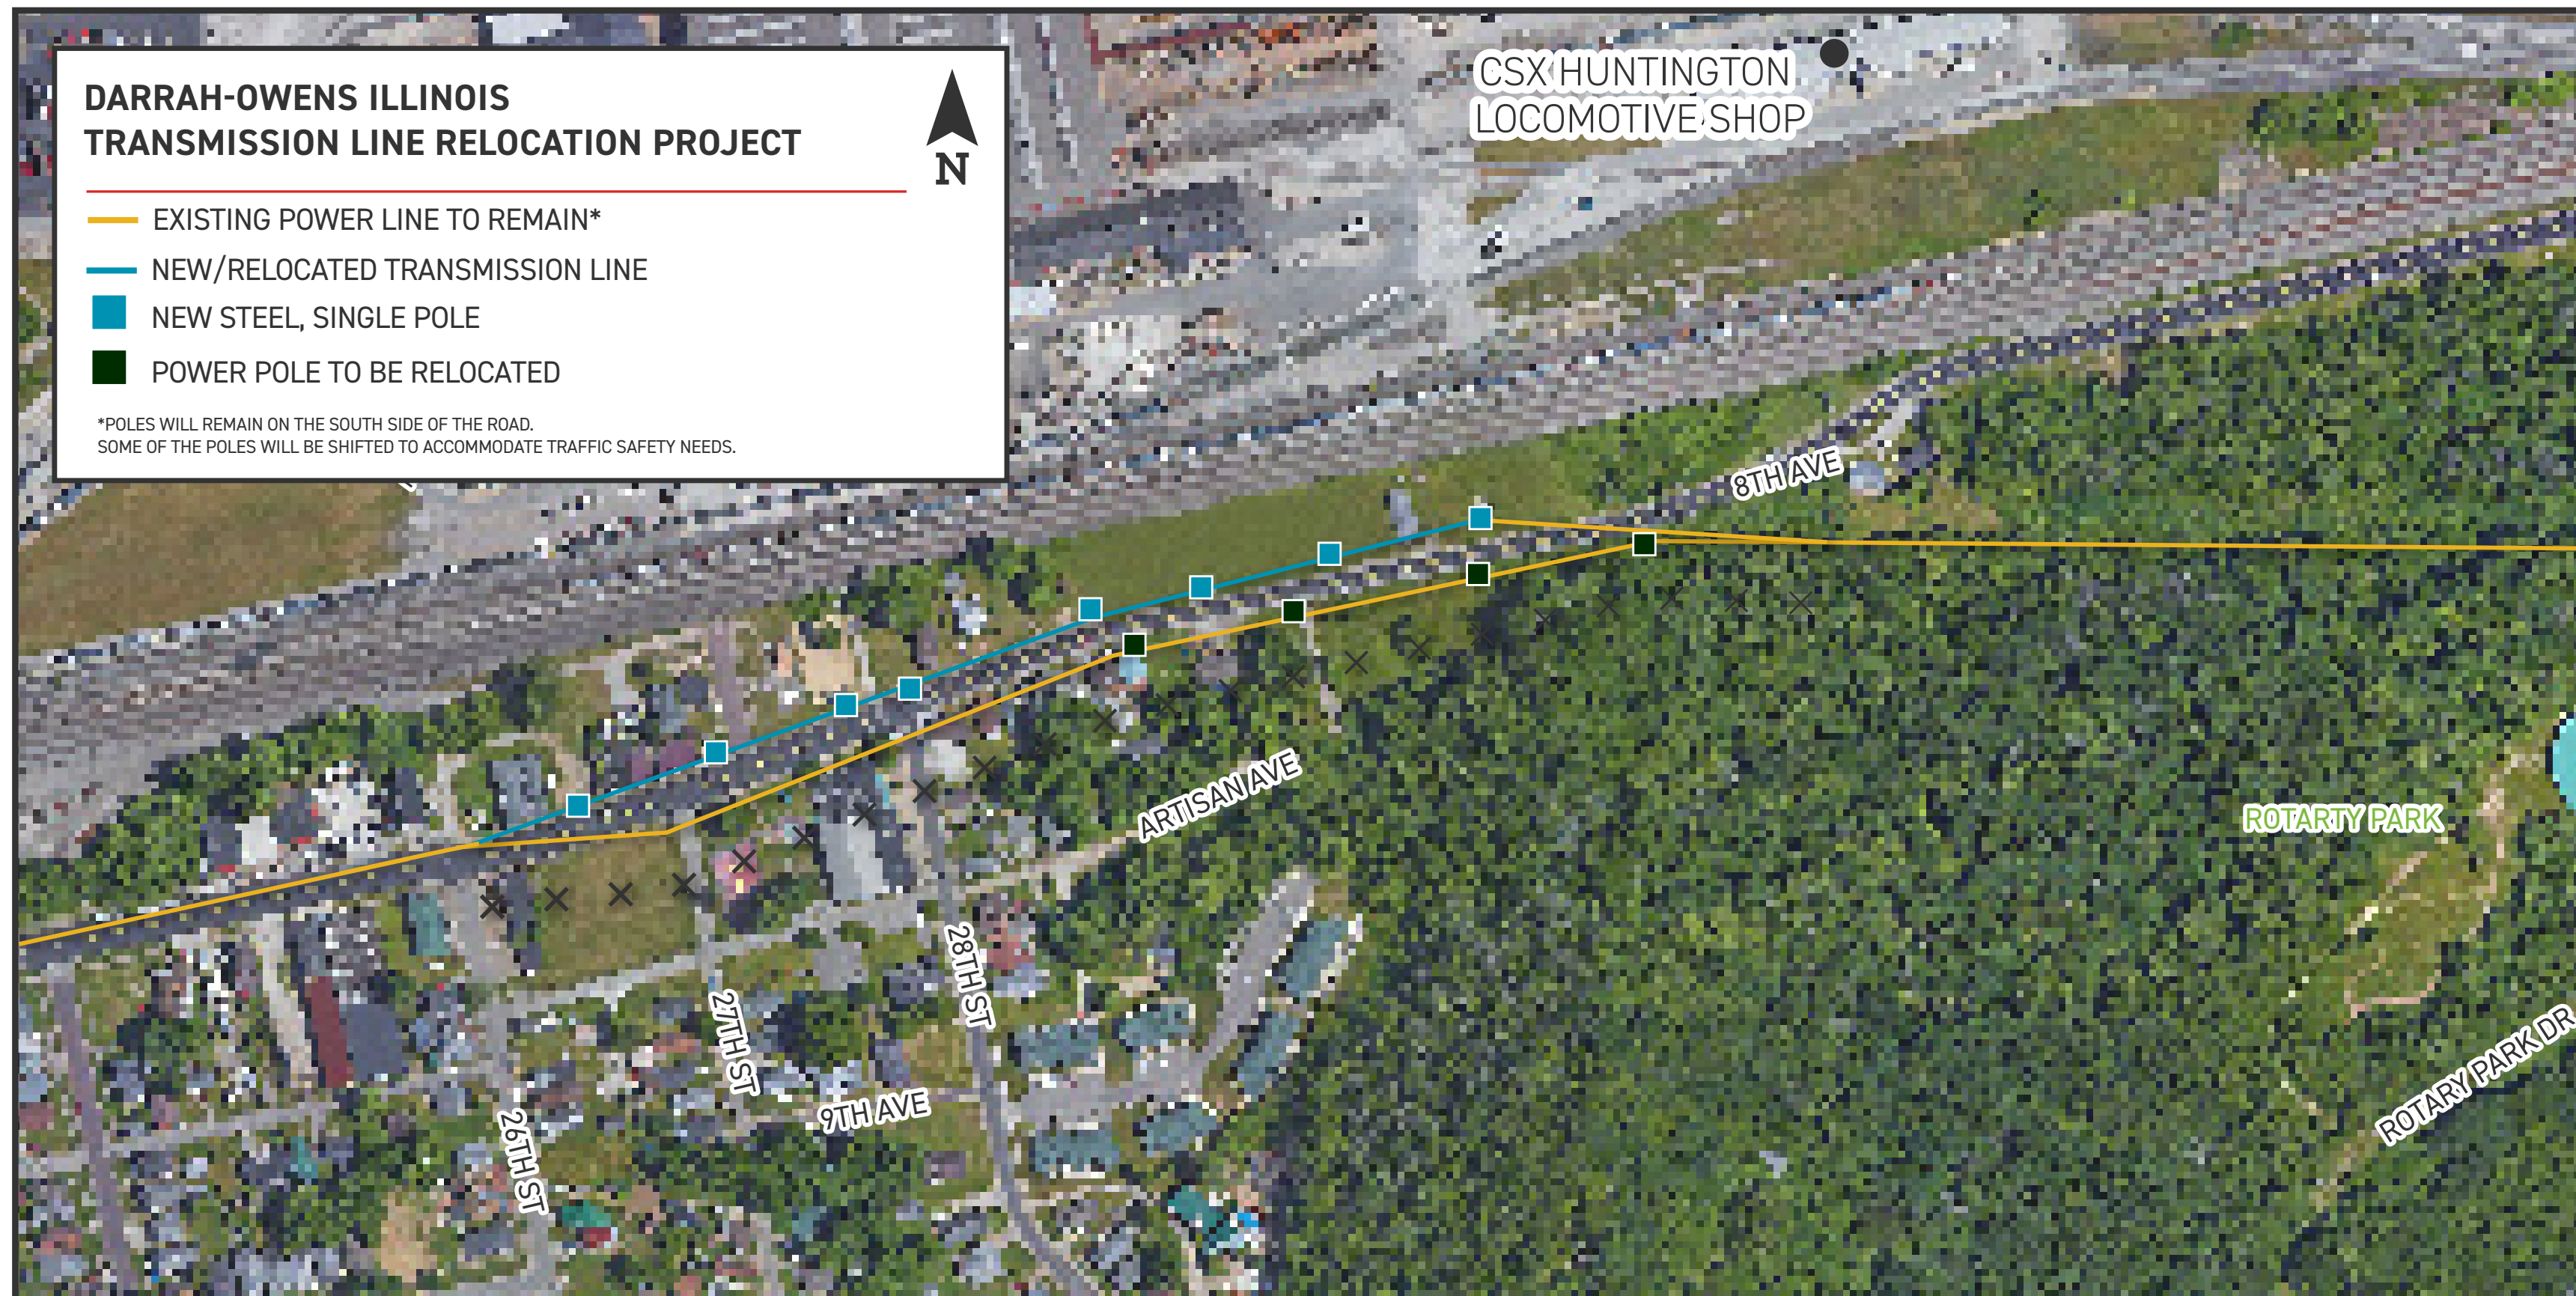 DARRAH-OWENS ILLINOIS
TRANSMISSION LINE RELOCATION PROJECT
N
EXISTING POWER LINE TO REMAIN*
NEW/RELOCATED TRANSMISSION LINE
NEW STEEL, SINGLE POLE
POWER POLE TO BE RELOCATED
*POLES WILL REMAIN ON THE SOUTH SIDE OF THE ROAD.
SOME OF THE POLES WILL BE SHIFTED TO ACCOMMODATE TRAFFIC SAFETY NEEDS.
CSX HUNTINGTON
LOCOMOTIVE SHOP
8TH AVE
ARTISAN AVE
ROTARTY PARK
28TH ST
27TH ST
9TH AVE
26TH ST
ROTARY PARK DR